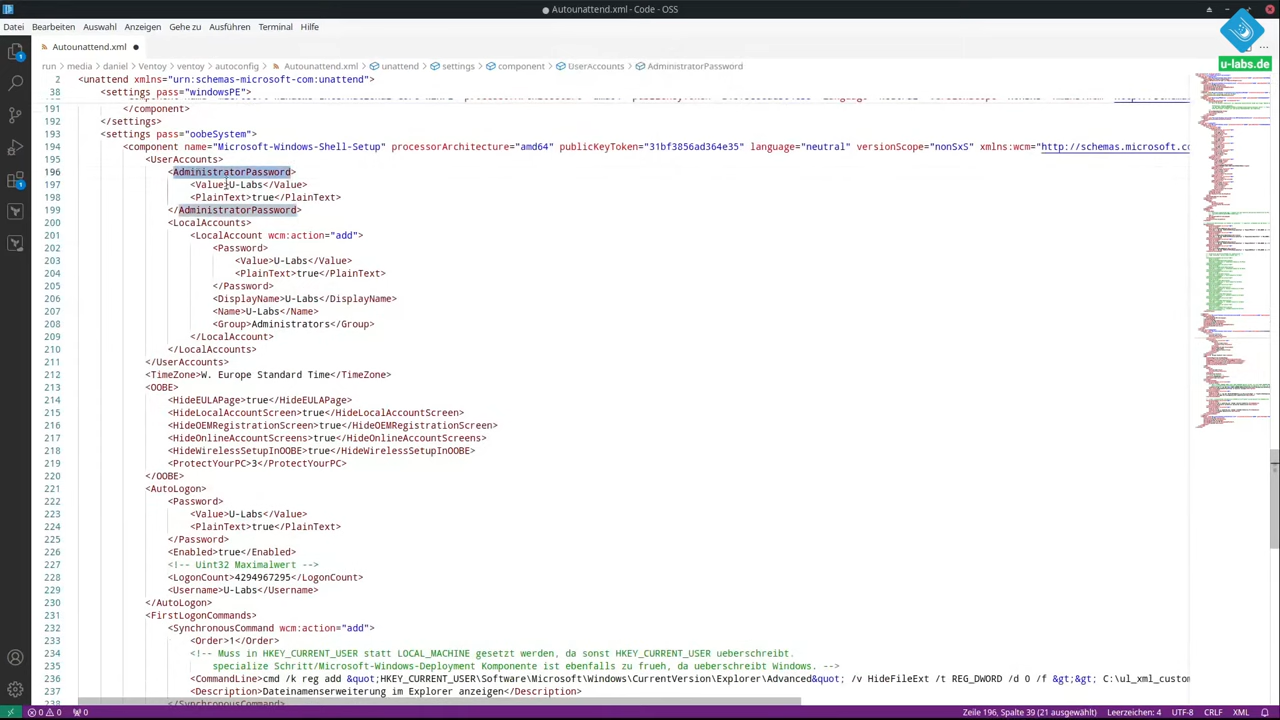 Autounattend.xml - Code - OSS
Datei Bearbeiten Auswahl Anzeigen Gehe zu Ausführen Terminal Hilfe
u-labs.de
Autounattend.xml
run > media > daniel > Ventoy > ventoy > autoconfig > Autounattend.xml > unattend > settings > component > UserAccounts > AdministratorPassword
2 <unattend xmlns="urn:schemas-microsoft-com:unattend">
38 <settings pass="windowsPE">
191 </component>
192 </settings>
193 <settings pass="oobeSystem">
194 <component name="Microsoft-Windows-Shell-Setup" processorArchitecture="amd64" publicKeyToken="31bf3856ad364e35" language="neutral" versionScope="nonSxS" xmlns:wcm="http://schemas.microsoft.co
195 <UserAccounts>
196 <AdministratorPassword>
197 <Value>U-Labs</Value>
198 <PlainText>true</PlainText>
199 </AdministratorPassword>
200 <LocalAccounts>
201 <LocalAccount wcm:action="add">
202 <Password>
203 <Value>U-Labs</Value>
204 <PlainText>true</PlainText>
205 </Password>
206 <DisplayName>U-Labs</DisplayName>
207 <Name>U-Labs</Name>
208 <Group>Administrators</Group>
209 </LocalAccount>
210 </LocalAccounts>
211 </UserAccounts>
212 <TimeZone>W. Europe Standard Time</TimeZone>
213 <OOBE>
214 <HideEULAPage>true</HideEULAPage>
215 <HideLocalAccountScreen>true</HideLocalAccountScreen>
216 <HideOEMRegistrationScreen>true</HideOEMRegistrationScreen>
217 <HideOnlineAccountScreens>true</HideOnlineAccountScreens>
218 <HideWirelessSetupInOOBE>true</HideWirelessSetupInOOBE>
219 <ProtectYourPC>3</ProtectYourPC>
220 </OOBE>
221 <AutoLogon>
222 <Password>
223 <Value>U-Labs</Value>
224 <PlainText>true</PlainText>
225 </Password>
226 <Enabled>true</Enabled>
227 <!-- Uint32 Maximalwert -->
228 <LogonCount>4294967295</LogonCount>
229 <Username>U-Labs</Username>
230 </AutoLogon>
231 <FirstLogonCommands>
232 <SynchronousCommand wcm:action="add">
233 <Order>1</Order>
234 <!-- Muss in HKEY_CURRENT_USER statt LOCAL_MACHINE gesetzt werden, da sonst HKEY_CURRENT_USER ueberschreibt.
235 specialize Schritt/Microsoft-Windows-Deployment Komponente ist ebenfalls zu frueh, da ueberschreibt Windows. -->
236 <CommandLine>cmd /k reg add &quot;HKEY_CURRENT_USER\Software\Microsoft\Windows\CurrentVersion\Explorer\Advanced&quot; /v HideFileExt /t REG_DWORD /d 0 /f &gt;&gt; C:\ul_xml_custom
237 <Description>Dateinamenserweiterung im Explorer anzeigen</Description>
238 </SynchronousCommand>
0 0 0 Zeile 196, Spalte 39 (21 ausgewählt) Leerzeichen: 4 UTF-8 CRLF XML